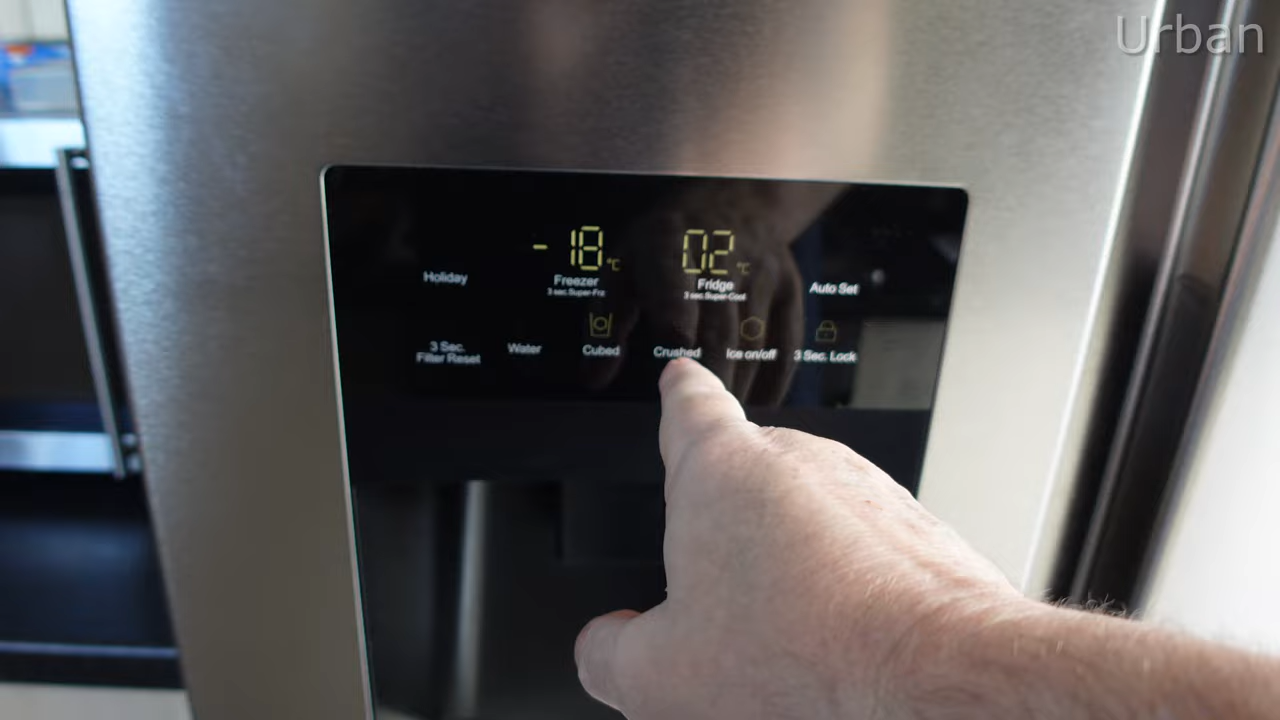 Urban
-18°C
02°C
Holiday
Freezer
3 sec.Super-Frz
Fridge
3 sec.Super-Cool
Auto Set
3 Sec.
Filter Reset
Water
Cubed
Crushed
Ice on/off
3 Sec. Lock